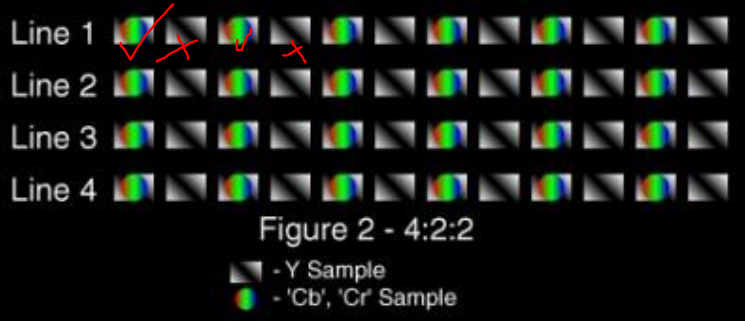 Line 1
Line 2
Line 3
Line 4
Figure 2 - 4:2:2
- Y Sample
- 'Cb', 'Cr' Sample